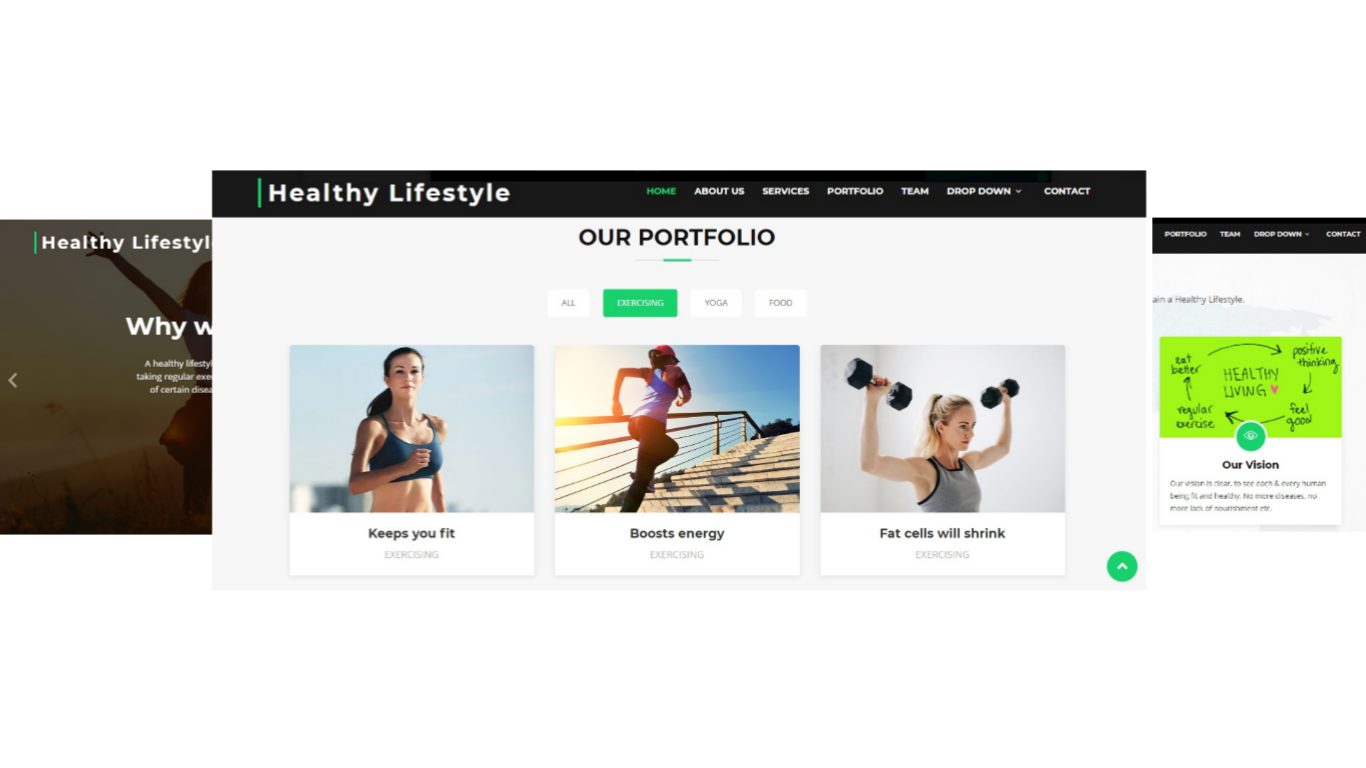 Healthy Lifestyl
Why w
A healthy lifesty
taking regular exe
of certain disea
Healthy Lifestyle
HOME ABOUT US SERVICES PORTFOLIO TEAM DROP DOWN CONTACT
OUR PORTFOLIO
ALL EXERCISING YOGA FOOD
Keeps you fit
EXERCISING
Boosts energy
EXERCISING
Fat cells will shrink
EXERCISING
PORTFOLIO TEAM DROP DOWN CONTACT
ain a Healthy Lifestyle.
eat
better
positive
thinking
HEALTHY
LIVING
regular
exercise
feel
good
Our Vision
Our vision is clear, to see each & every human
being fit and healthy. No more diseases, no
more lack of nourishment etc.